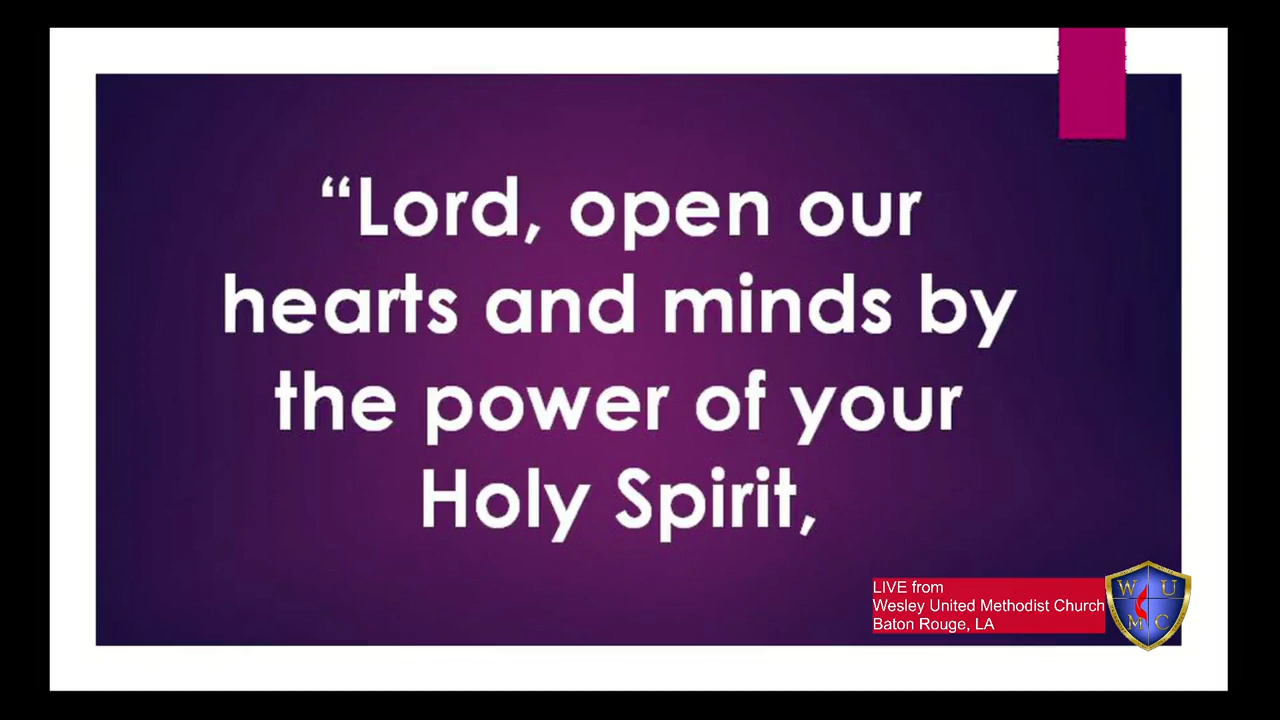 “Lord, open our
hearts and minds by
the power of your
Holy Spirit,
LIVE from
Wesley United Methodist Church
Baton Rouge, LA
W U
M C